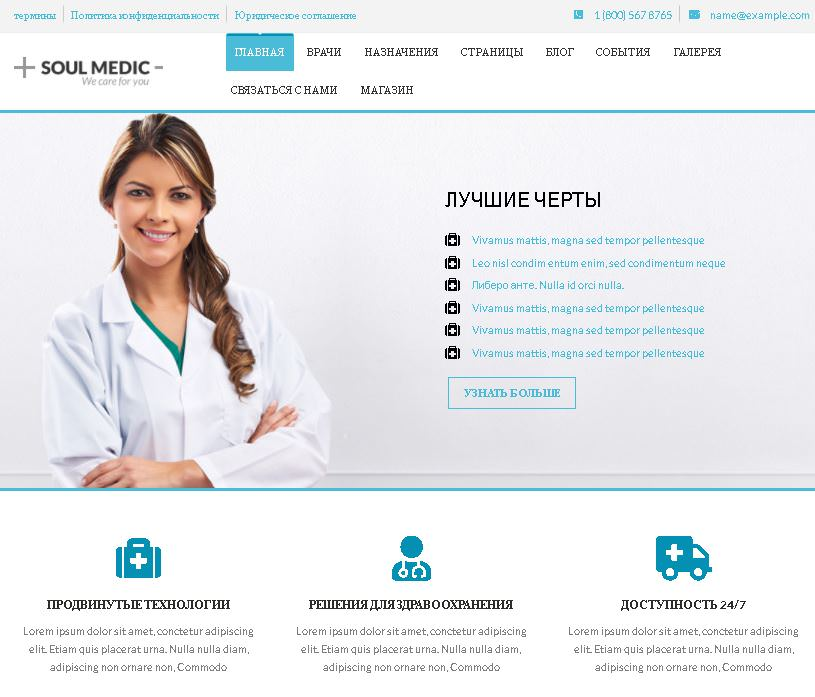 термины Политика конфиденциальности Юридическое соглашение 1 (800) 567 8765 name@example.com
SOUL MEDIC
We care for you
ГЛАВНАЯ ВРАЧИ НАЗНАЧЕНИЯ СТРАНИЦЫ БЛОГ СОБЫТИЯ ГАЛЕРЕЯ
СВЯЗАТЬСЯ С НАМИ МАГАЗИН
ЛУЧШИЕ ЧЕРТЫ
Vivamus mattis, magna sed tempor pellentesque
Leo nisl condim entum enim, sed condimentum neque
Либеро анте. Nulla id orci nulla.
Vivamus mattis, magna sed tempor pellentesque
Vivamus mattis, magna sed tempor pellentesque
Vivamus mattis, magna sed tempor pellentesque
УЗНАТЬ БОЛЬШЕ
ПРОДВИНУТЫЕ ТЕХНОЛОГИИ
Lorem ipsum dolor sit amet, conctetur adipiscing
elit. Etiam quis placerat urna. Nulla nulla diam,
adipiscing non ornare non, Commodo
РЕШЕНИЯ ДЛЯ ЗДРАВООХРАНЕНИЯ
Lorem ipsum dolor sit amet, conctetur adipiscing
elit. Etiam quis placerat urna. Nulla nulla diam,
adipiscing non ornare non, Commodo
ДОСТУПНОСТЬ 24/7
Lorem ipsum dolor sit amet, conctetur adipiscing
elit. Etiam quis placerat urna. Nulla nulla diam,
adipiscing non ornare non, Commodo